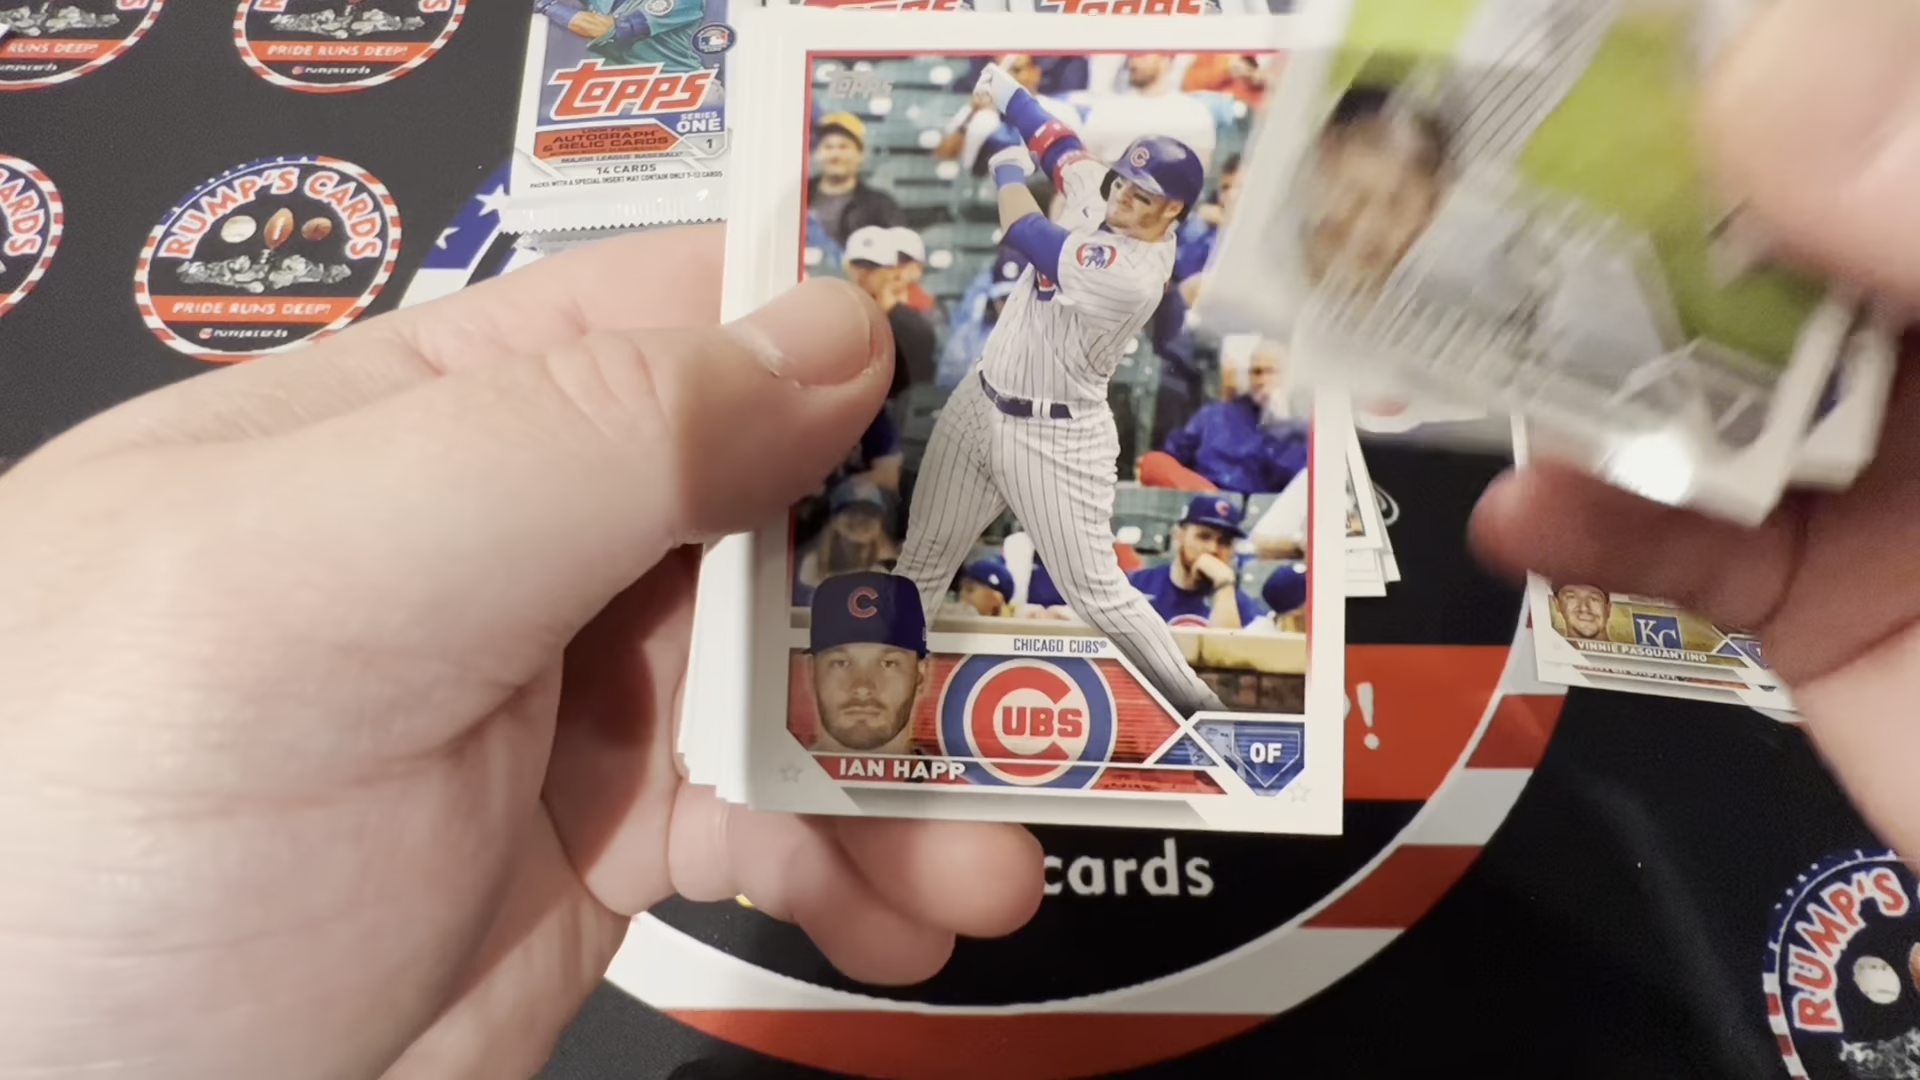 RUNS DEEP!
PRIDE RUNS DEEP!
rumpscards
RUMP'S CARDS
PRIDE RUNS DEEP!
rumpscards
CARDS
TOPPS
SERIES
ONE
1
AUTOGRAPH
& RELIC CARDS
MAJOR LEAGUE BASEBALL
14 CARDS
PACKS WITH A SPECIAL INSERT MAY CONTAIN ONLY 7-13 CARDS
TOPPS
C
C
CHICAGO CUBS®
CUBS
OF
IAN HAPP
KC
VINNIE PASQUANTINO
P!
cards
RUMP'S